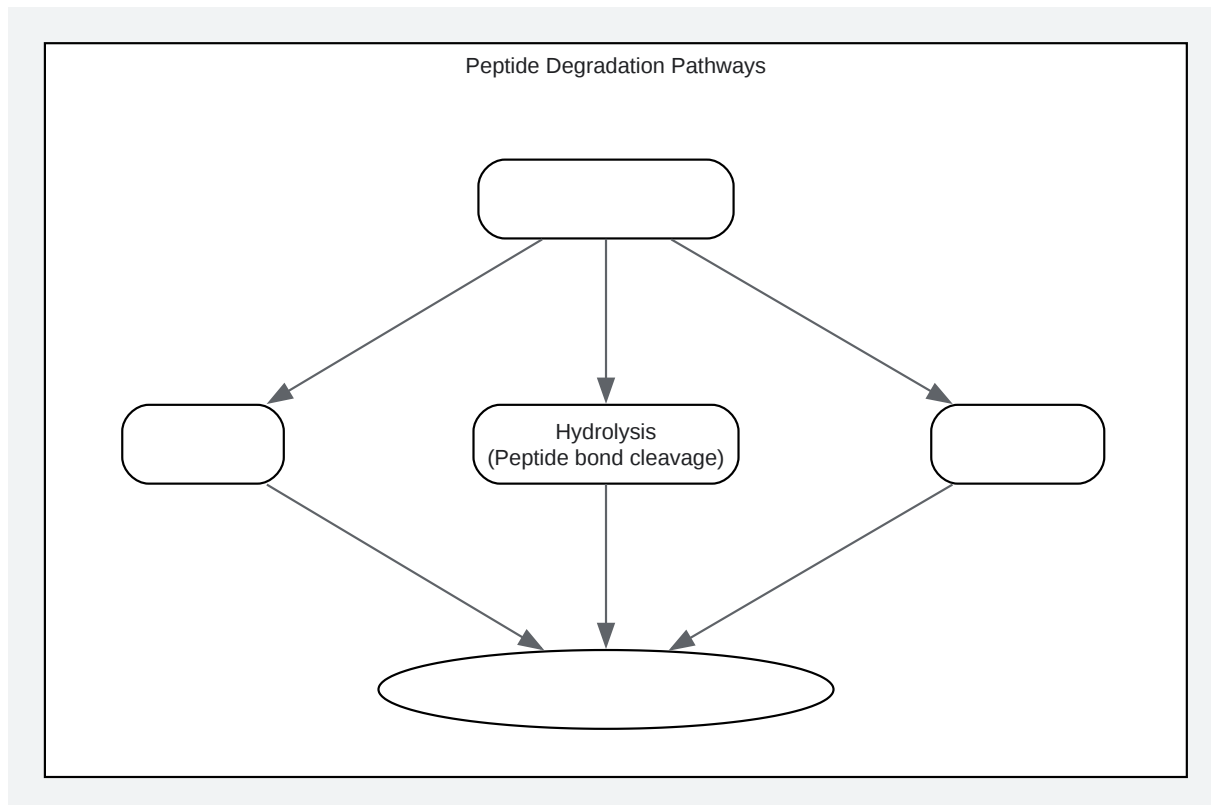 Peptide Degradation Pathways
Hydrolysis
(Peptide bond cleavage)